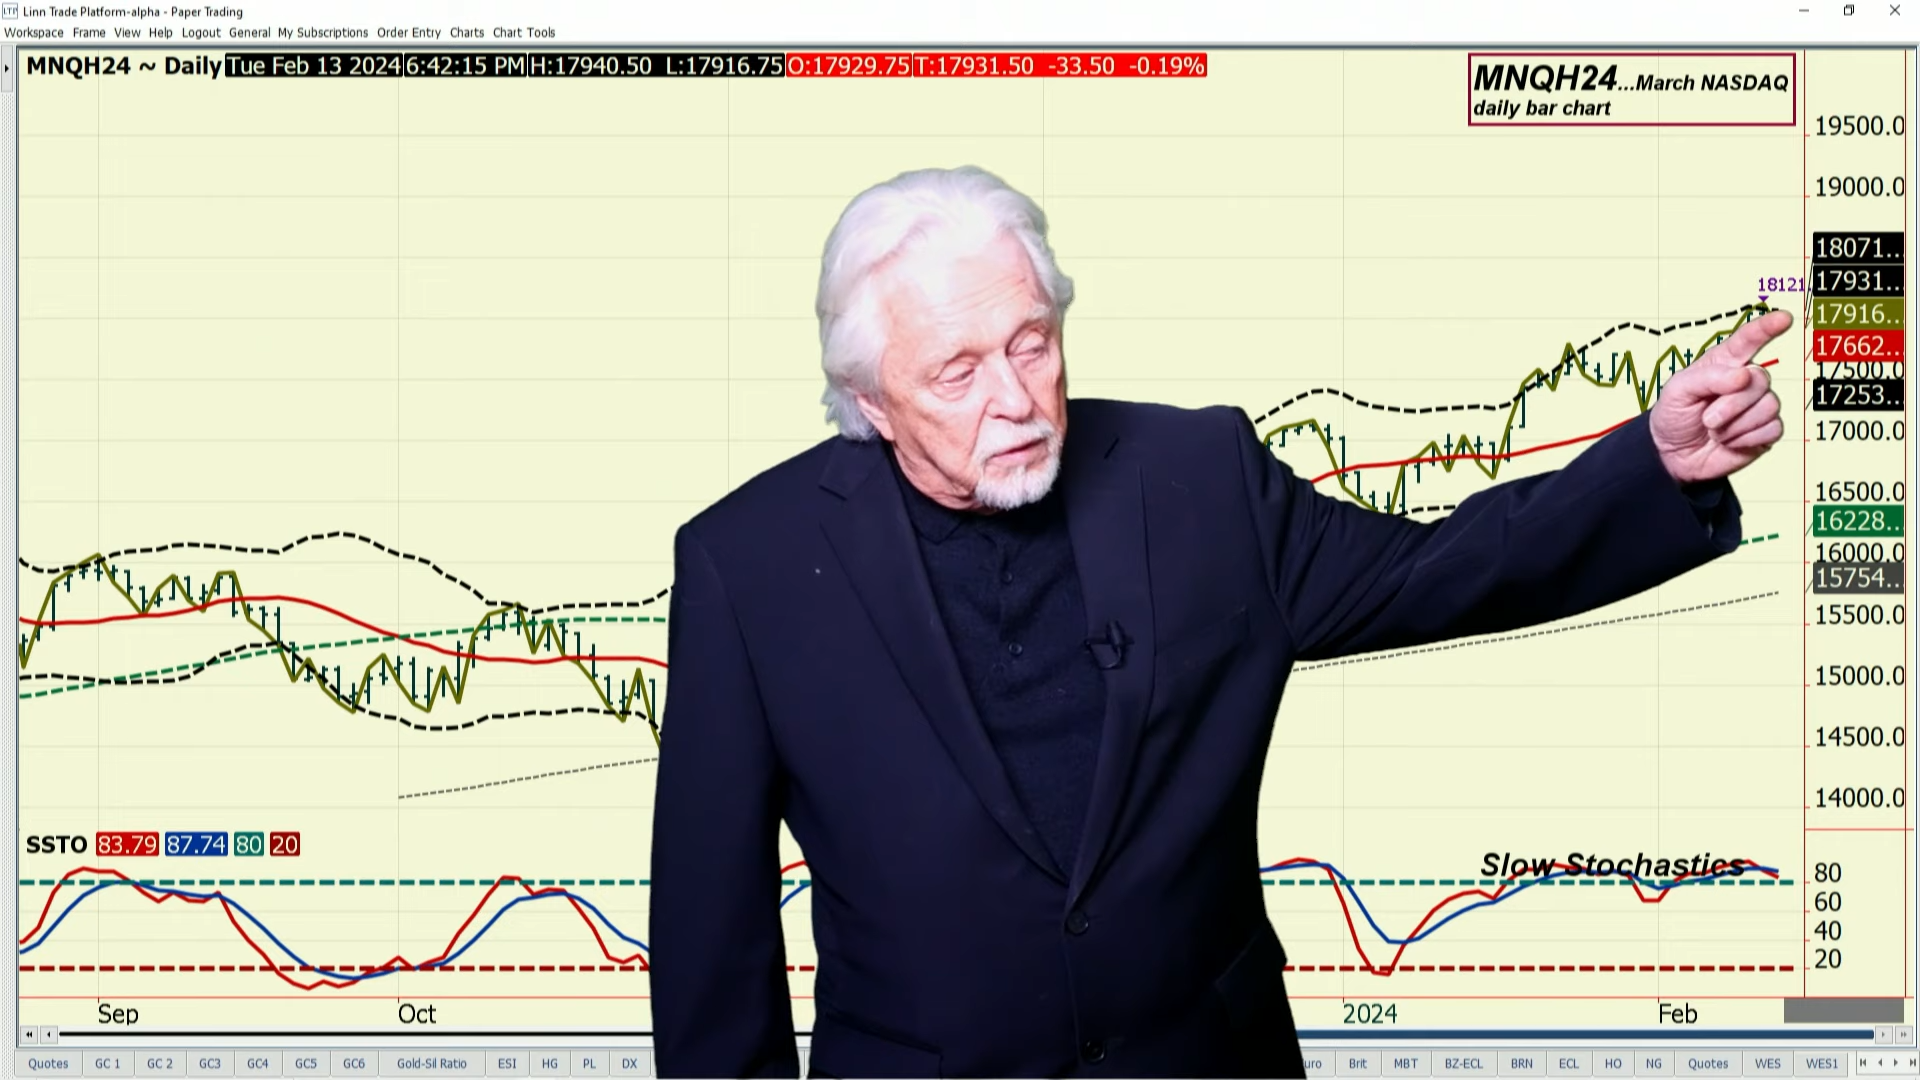 LTP Linn Trade Platform-alpha - Paper Trading
Workspace Frame View Help Logout General My Subscriptions Order Entry Charts Chart Tools
MNQH24 ~ Daily Tue Feb 13 2024 6:42:15 PM H:17940.50 L:17916.75 O:17929.75 T:17931.50 -33.50 -0.19%
MNQH24...March NASDAQ
daily bar chart
19500.0
19000.0
18071...
18121
17931...
17916...
17662...
17500.0
17253...
17000.0
16500.0
16228...
16000.0
15754...
15500.0
15000.0
14500.0
14000.0
SSTO 83.79 87.74 80 20
Slow Stochastics
80
60
40
20
Sep Oct 2024 Feb
Quotes GC 1 GC 2 GC3 GC4 GC5 GC6 Gold-Sil Ratio ESI HG PL DX uro Brit MBT BZ-ECL BRN ECL HO NG Quotes WES WES1